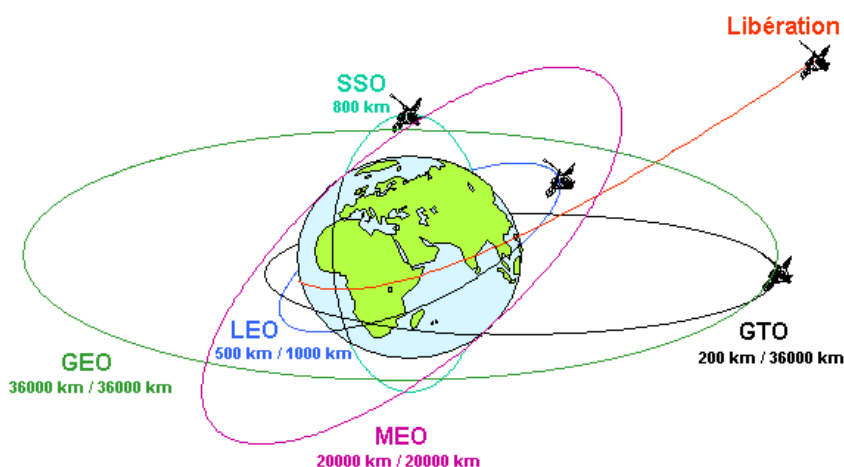 Libération
SSO
800 km
LEO
500 km / 1000 km
GTO
200 km / 36000 km
GEO
36000 km / 36000 km
MEO
20000 km / 20000 km